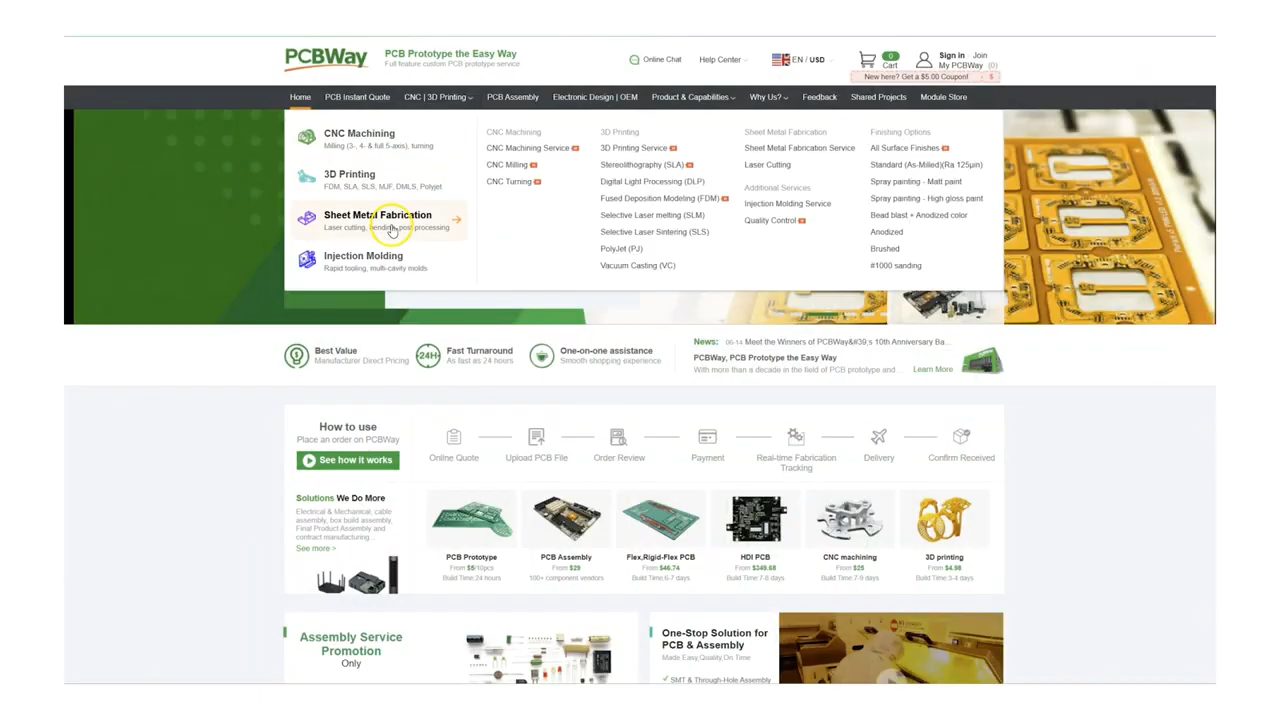 PCBWay
PCB Prototype the Easy Way
Full feature custom PCB prototype service
Online Chat
Help Center
EN / USD
0
Cart
Sign in Join
My PCBWay (0)
New here? Get a $5.00 Coupon!
Home
PCB Instant Quote
CNC | 3D Printing
PCB Assembly
Electronic Design | OEM
Product & Capabilities
Why Us?
Feedback
Shared Projects
Module Store
CNC Machining
Milling (3-, 4- & full 5-axis), turning
3D Printing
FDM, SLA, SLS, MJF, DMLS, Polyjet
Sheet Metal Fabrication
Laser cutting, bending, post-processing
Injection Molding
Rapid tooling, multi-cavity molds
CNC Machining
CNC Machining Service
CNC Milling
CNC Turning
3D Printing
3D Printing Service
Stereolithography (SLA)
Digital Light Processing (DLP)
Fused Deposition Modeling (FDM)
Selective Laser melting (SLM)
Selective Laser Sintering (SLS)
PolyJet (PJ)
Vacuum Casting (VC)
Sheet Metal Fabrication
Sheet Metal Fabrication Service
Laser Cutting
Additional Services
Injection Molding Service
Quality Control
Finishing Options
All Surface Finishes
Standard (As-Milled)(Ra 125μin)
Spray painting - Matt paint
Spray painting - High gloss paint
Bead blast + Anodized color
Anodized
Brushed
#1000 sanding
Best Value
Manufacturer Direct Pricing
24H
Fast Turnaround
As fast as 24 hours
One-on-one assistance
Smooth shopping experience
News: 06-14 Meet the Winners of PCBWay&#39,s 10th Anniversary Ba...
PCBWay, PCB Prototype the Easy Way
With more than a decade in the field of PCB prototype and ...
Learn More
How to use
Place an order on PCBWay
See how it works
Online Quote
Upload PCB File
Order Review
Payment
Real-time Fabrication
Tracking
Delivery
Confirm Received
Solutions We Do More
Electrical & Mechanical, cable
assembly, box build assembly,
Final Product Assembly and
contract manufacturing...
See more >
PCB Prototype
From $5/10pcs
Build Time:24 hours
PCB Assembly
From $29
100+ component vendors
Flex,Rigid-Flex PCB
From $46.74
Build Time:6-7 days
HDI PCB
From $349.68
Build Time:7-8 days
CNC machining
From $25
Build Time:7-9 days
3D printing
From $4.98
Build Time:3-4 days
Assembly Service
Promotion
Only
One-Stop Solution for
PCB & Assembly
Made Easy,Quality,On Time
SMT & Through-Hole Assembly